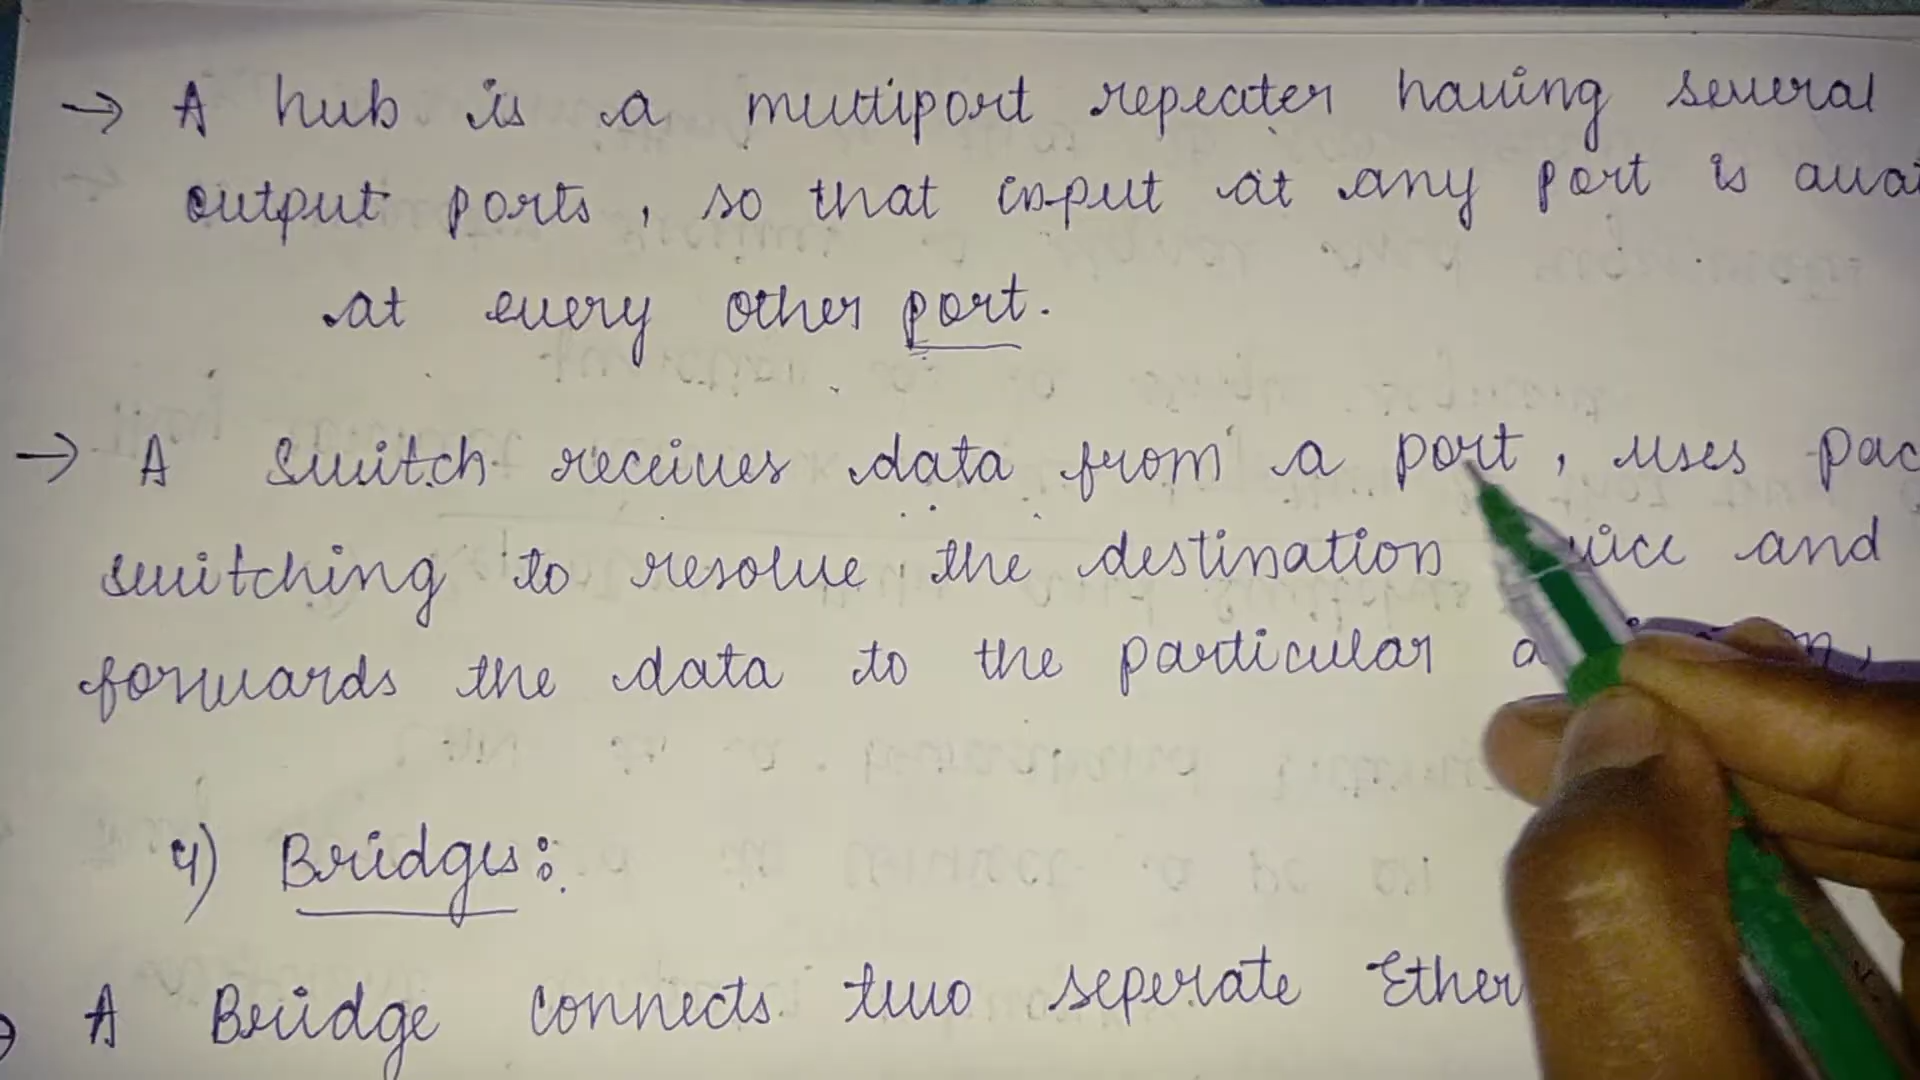 → A hub is a multiport repeater having several
output ports, so that input at any port is
at every other port.
→ A Switch receives data from a port, uses
switching to resolve the destination and
forwards the data to the particular
4) Bridges:
A Bridge connects two seperate